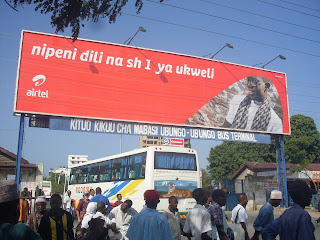 nipeni dili na sh 1 ya ukweli
airtel
KITUO KIKUU CHA MABASI UBUNGO - UBUNGO BUS TERMINAL